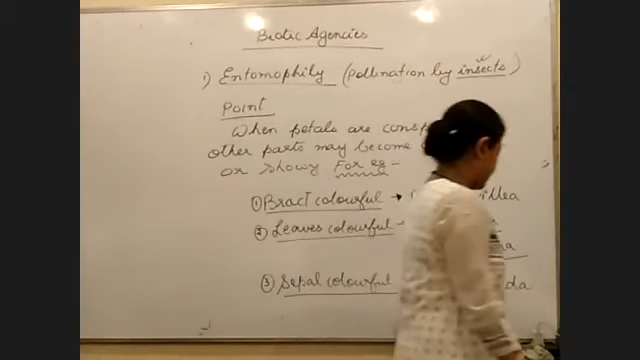 Biotic Agencies
1) Entomophily (pollination by insects)
Point
When petals are
other parts may become
or showy For eg -
① Bract colourful →
② Leaves colourful -
③ Sepal colourful